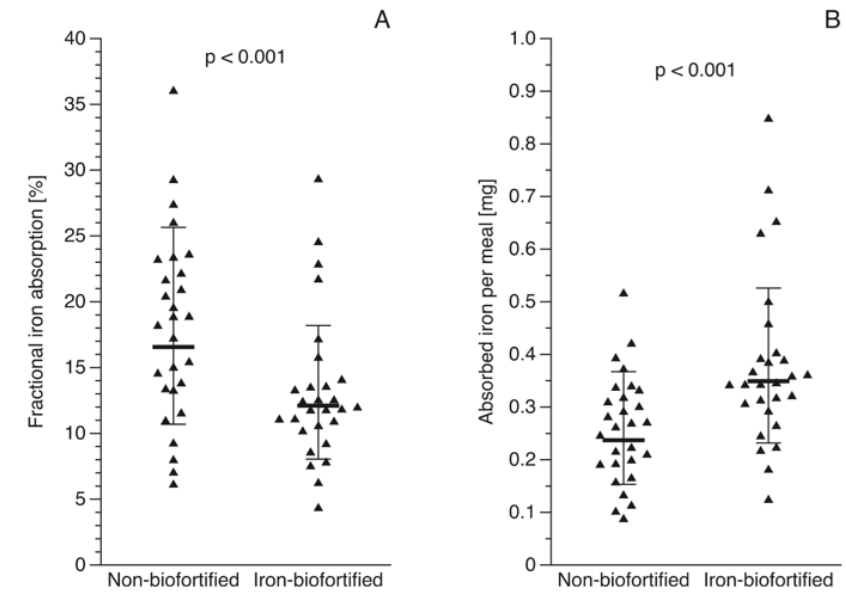 A
p < 0.001
Fractional iron absorption [%]
40
35
30
25
20
15
10
5
0
Non-biofortified Iron-biofortified
B
p < 0.001
Absorbed iron per meal [mg]
1.0
0.9
0.8
0.7
0.6
0.5
0.4
0.3
0.2
0.1
0
Non-biofortified Iron-biofortified